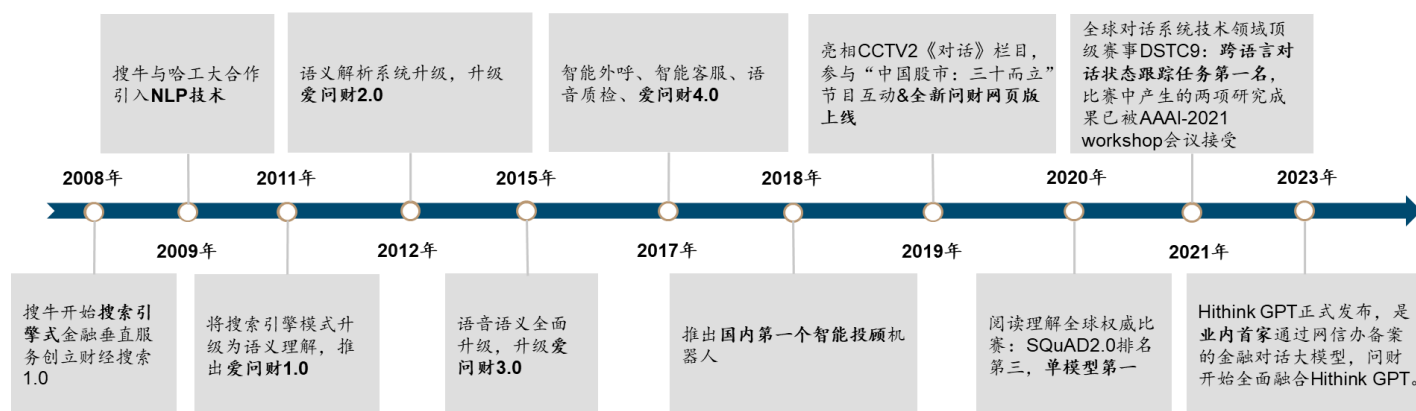 搜牛与哈工大合作
引入NLP技术
语义解析系统升级，升级
爱问财2.0
智能外呼、智能客服、语
音质检、爱问财4.0
亮相CCTV2《对话》栏目，
参与“中国股市：三十而立”
节目互动&全新问财网页版
上线
全球对话系统技术领域顶
级赛事DSTC9：跨语言对
话状态跟踪任务第一名，
比赛中产生的两项研究成
果已被AAAI-2021
workshop会议接受
2008年
2011年
2015年
2018年
2020年
2023年
2009年
2012年
2017年
2019年
2021年
搜牛开始搜索引
擎式金融垂直服
务创立财经搜索
1.0
将搜索引擎模式升
级为语义理解，推
出爱问财1.0
语音语义全面
升级，升级爱
问财3.0
推出国内第一个智能投顾机
器人
阅读理解全球权威比
赛：SQuAD2.0排名
第三，单模型第一
Hithink GPT正式发布，是
业内首家通过网信办备案
的金融对话大模型，问财
开始全面融合Hithink GPT。